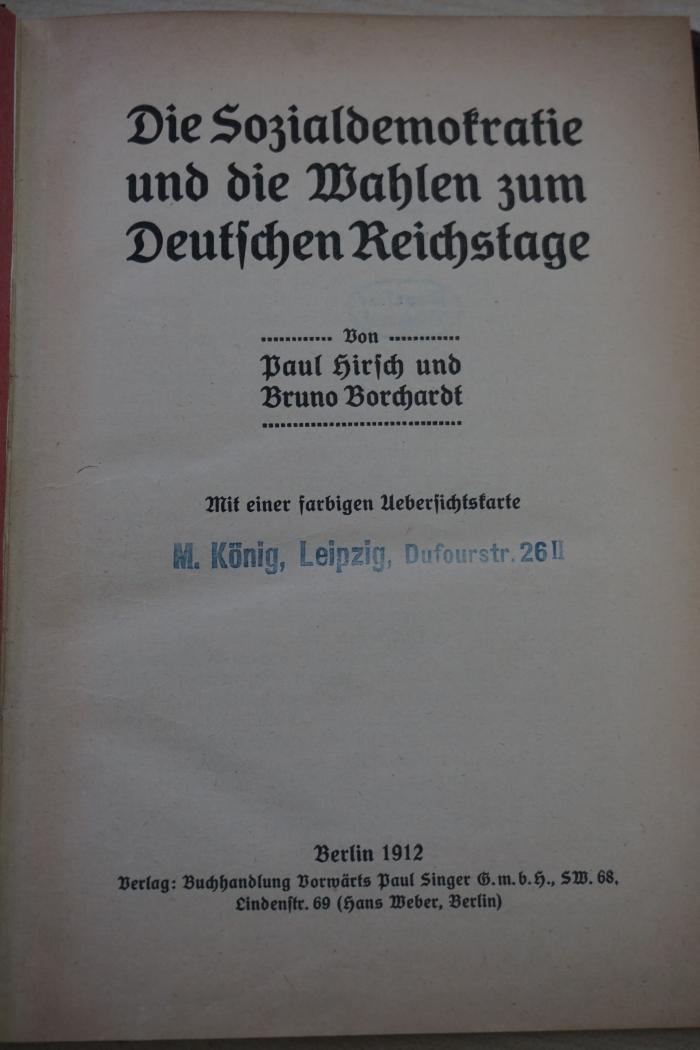 Die Sozialdemokratie
und die Wahlen zum
Deutschen Reichstage
Von
Paul Hirsch und
Bruno Borchardt
Mit einer farbigen Uebersichtskarte
M. König, Leipzig, Dufourstr. 26 II
Berlin 1912
Verlag: Buchhandlung Vorwärts Paul Singer G. m. b. H., SW. 68,
Lindenstr. 69 (Hans Weber, Berlin)